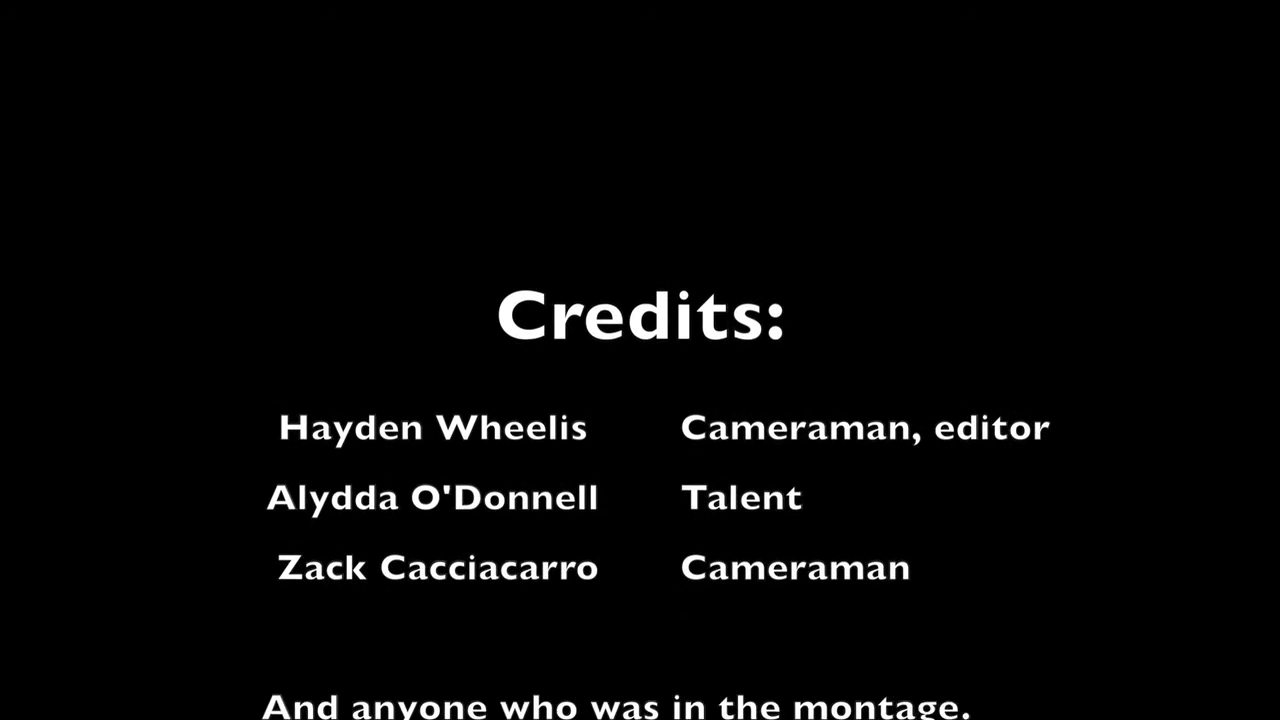 Credits:
Hayden Wheelis Cameraman, editor
Alydda O'Donnell Talent
Zack Cacciacarro Cameraman
And anyone who was in the montage.